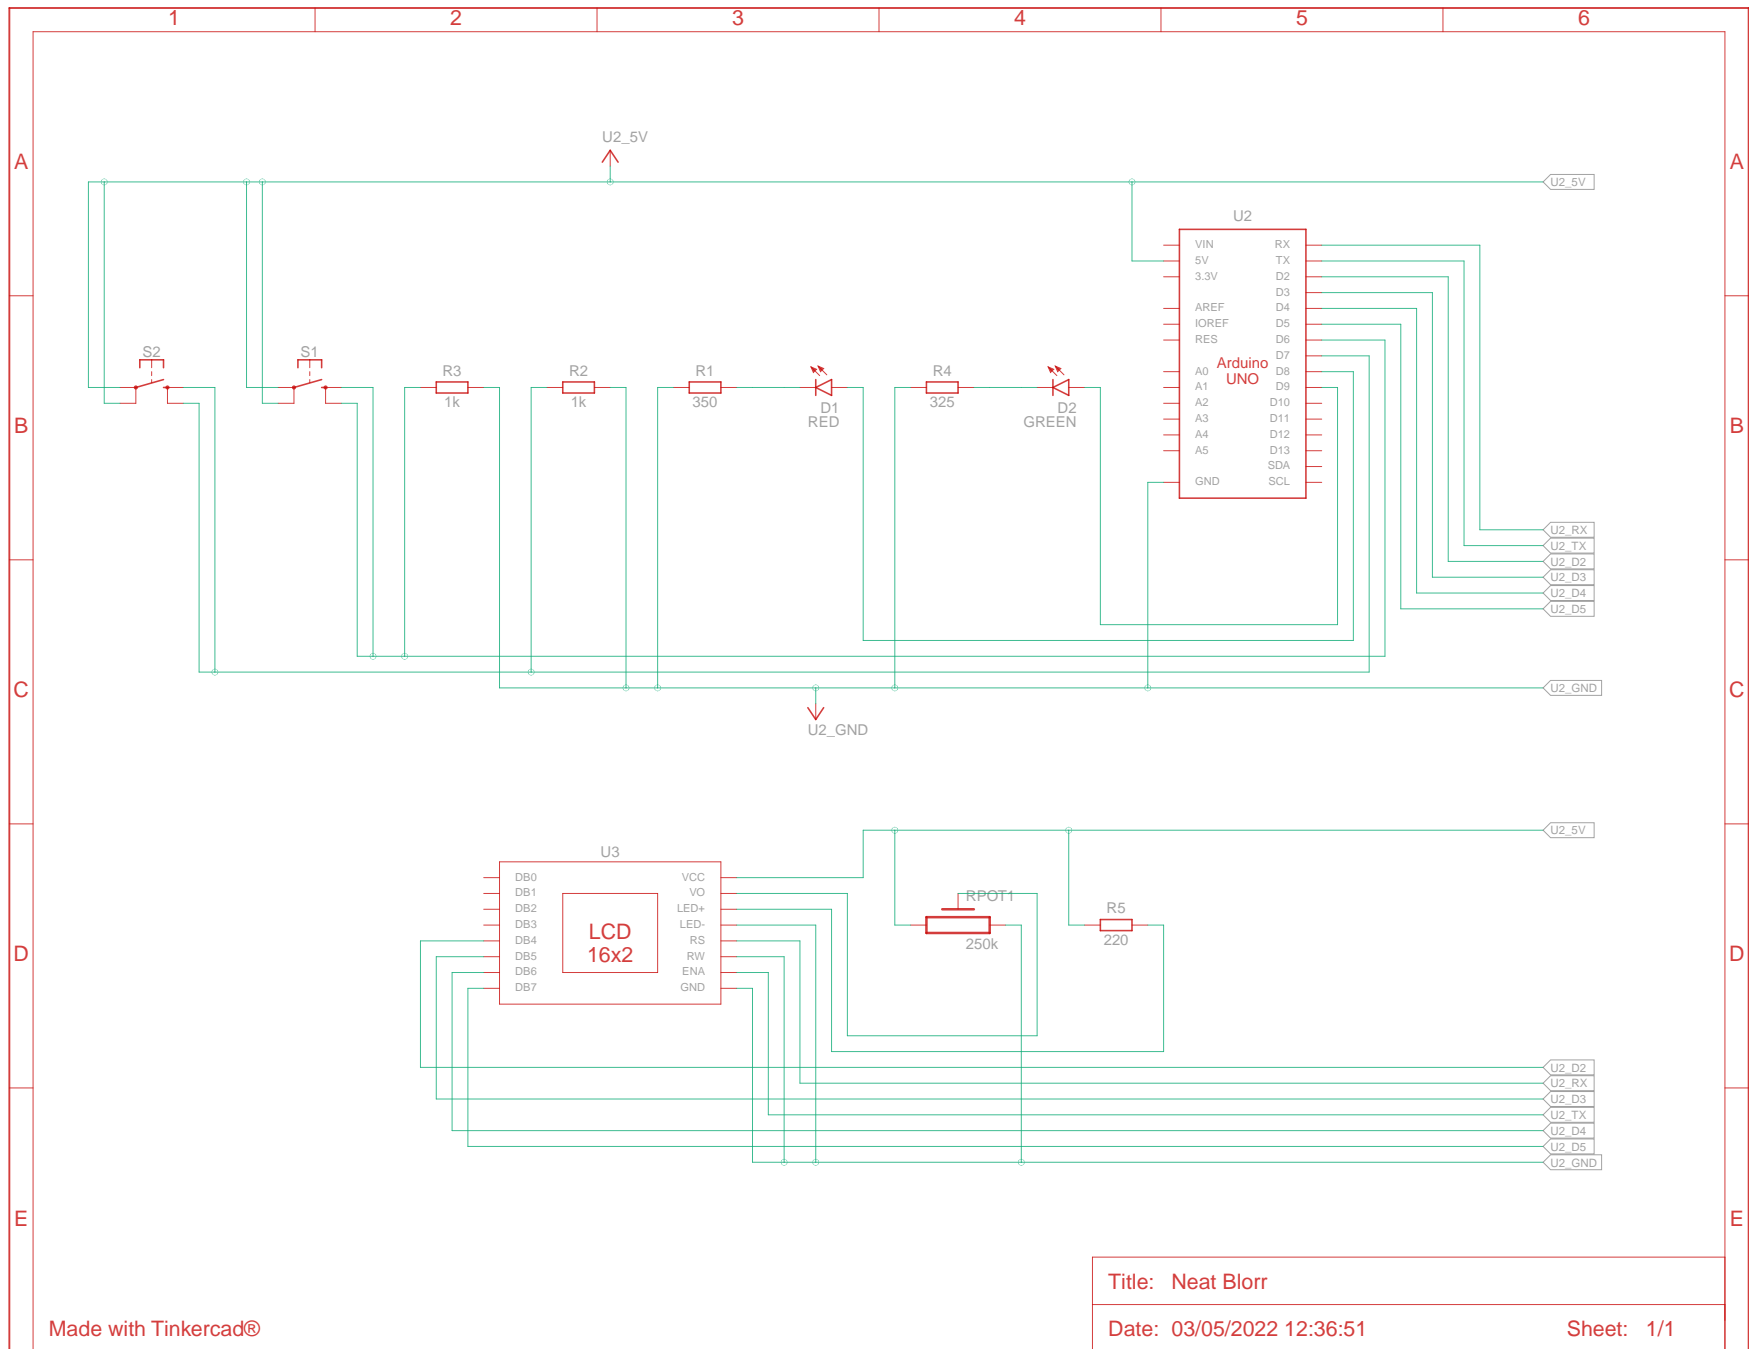 1 2 3 4 5 6
U2_5V
A A
U2_5V
U2
VIN RX
5V TX
3.3V D2
D3
AREF D4
IOREF D5
RES D6
D7
Arduino
UNO
A0 D8
A1 D9
A2 D10
A3 D11
A4 D12
A5 D13
SDA
GND SCL
S2 S1
R3 R2 R1 R4
1k 1k 350 325
D1 D2
RED GREEN
B B
U2_RX
U2_TX
U2_D2
U2_D3
U2_D4
U2_D5
C C
U2_GND
U2_GND
U2_5V
U3
DB0 VCC
DB1 VO
DB2 LED+
DB3 LED-
DB4 RS
DB5 RW
DB6 ENA
DB7 GND
LCD
16x2
RPOT1
250k
R5
220
D D
U2_D2
U2_RX
U2_D3
U2_TX
U2_D4
U2_D5
U2_GND
E E
Title: Neat Blorr
Made with Tinkercad®
Date: 03/05/2022 12:36:51 Sheet: 1/1